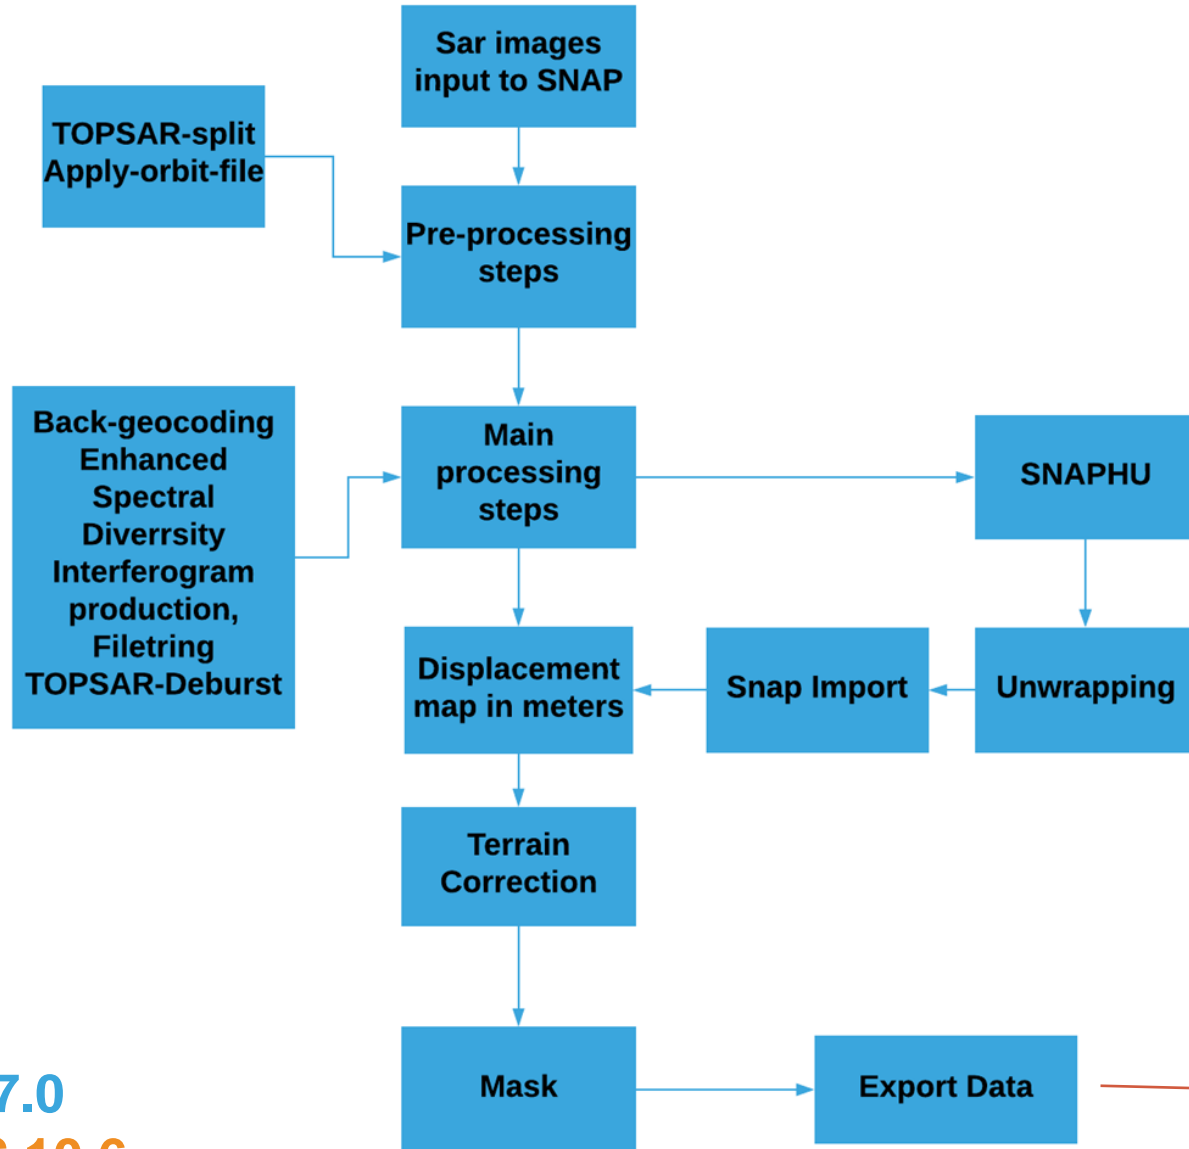 Sar images
input to SNAP
TOPSAR-split
Apply-orbit-file
Pre-processing
steps
Back-geocoding
Enhanced
Spectral
Diverrsity
Interferogram
production,
Filetring
TOPSAR-Deburst
Main
processing
steps
SNAPHU
Displacement
map in meters
Snap Import
Unwrapping
Terrain
Correction
Mask
Export Data
7.0